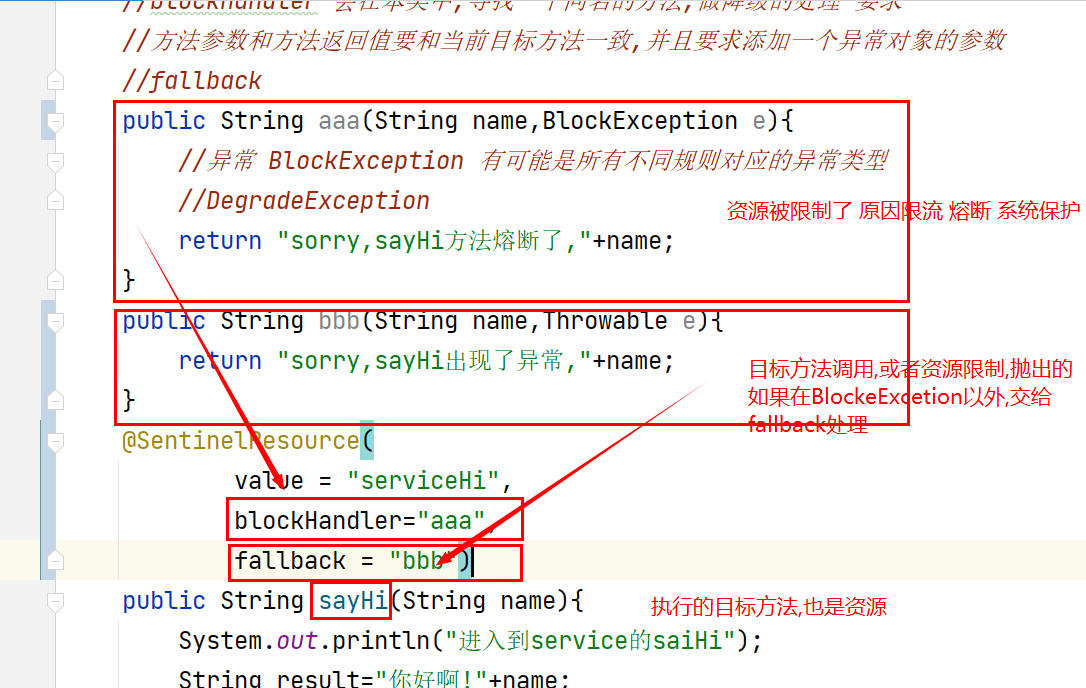 //blockHandler 会在本类中,寻找一个同名的方法,做降级的处理 要求
//方法参数和方法返回值要和当前目标方法一致,并且要求添加一个异常对象的参数
//fallback
public String aaa(String name,BlockException e){
//异常 BlockException 有可能是所有不同规则对应的异常类型
//DegradeException
资源被限制了 原因限流 熔断 系统保护
return "sorry,sayHi方法熔断了,"+name;
}
public String bbb(String name,Throwable e){
return "sorry,sayHi出现了异常,"+name;
目标方法调用,或者资源限制,抛出的
如果在BlockeExcetion以外,交给
fallback处理
}
@SentinelResource(
value = "serviceHi",
blockHandler="aaa",
fallback = "bbb")
public String sayHi(String name){
执行的目标方法,也是资源
System.out.println("进入到service的saiHi");
String result="你好啊!"+name;